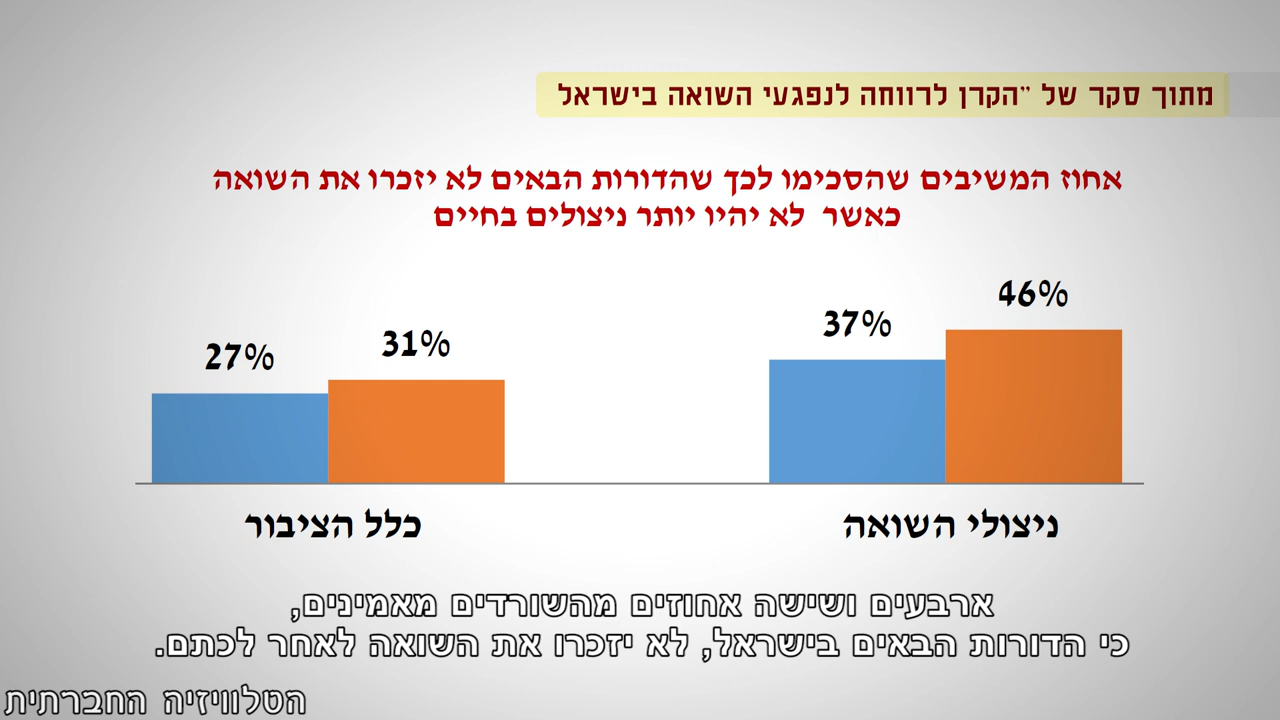 מתוך סקר של "הקרן לרווחה לנפגעי השואה בישראל
אחוז המשיבים שהסכימו לכך שהדורות הבאים לא יזכרו את השואה
כאשר לא יהיו יותר ניצולים בחיים
46%
37%
31%
27%
ניצולי השואה
כלל הציבור
ארבעים ושישה אחוזים מהשורדים מאמינים,
כי הדורות הבאים בישראל, לא יזכרו את השואה לאחר לכתם.
הטלוויזיה החברתית